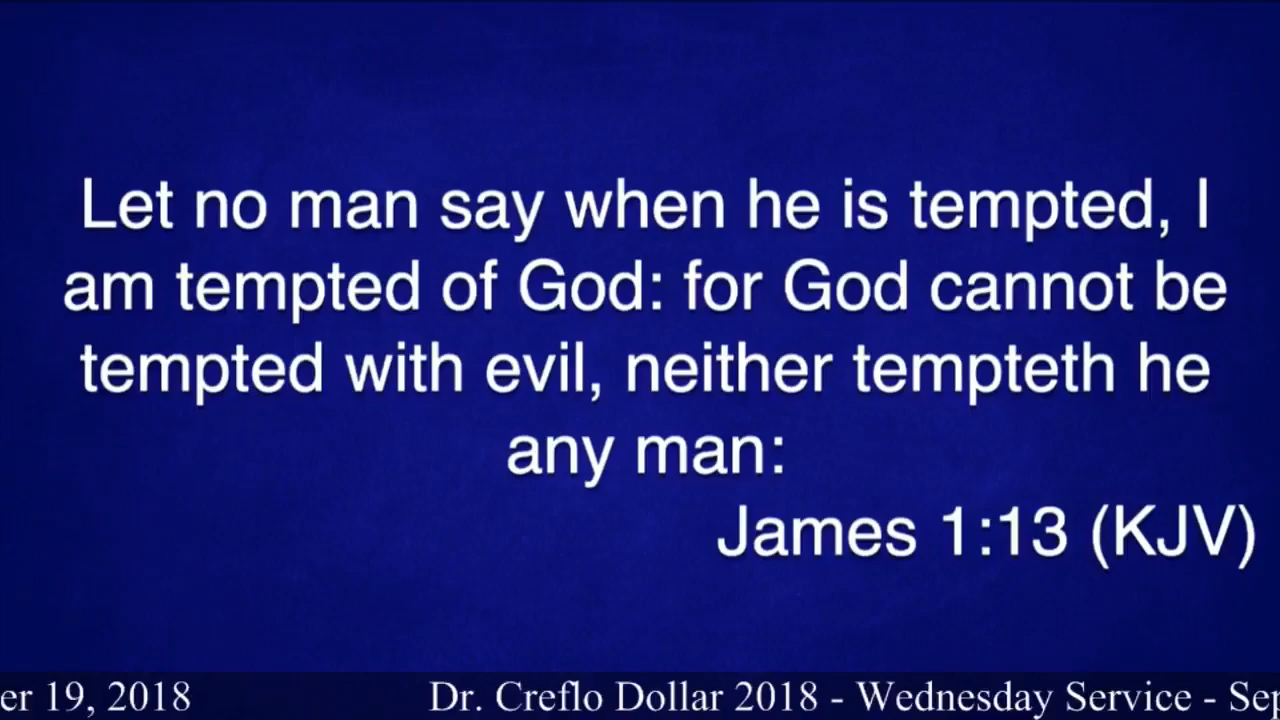 Let no man say when he is tempted, I
am tempted of God: for God cannot be
tempted with evil, neither tempteth he
any man:
James 1:13 (KJV)
er 19, 2018 Dr. Creflo Dollar 2018 - Wednesday Service - Sep